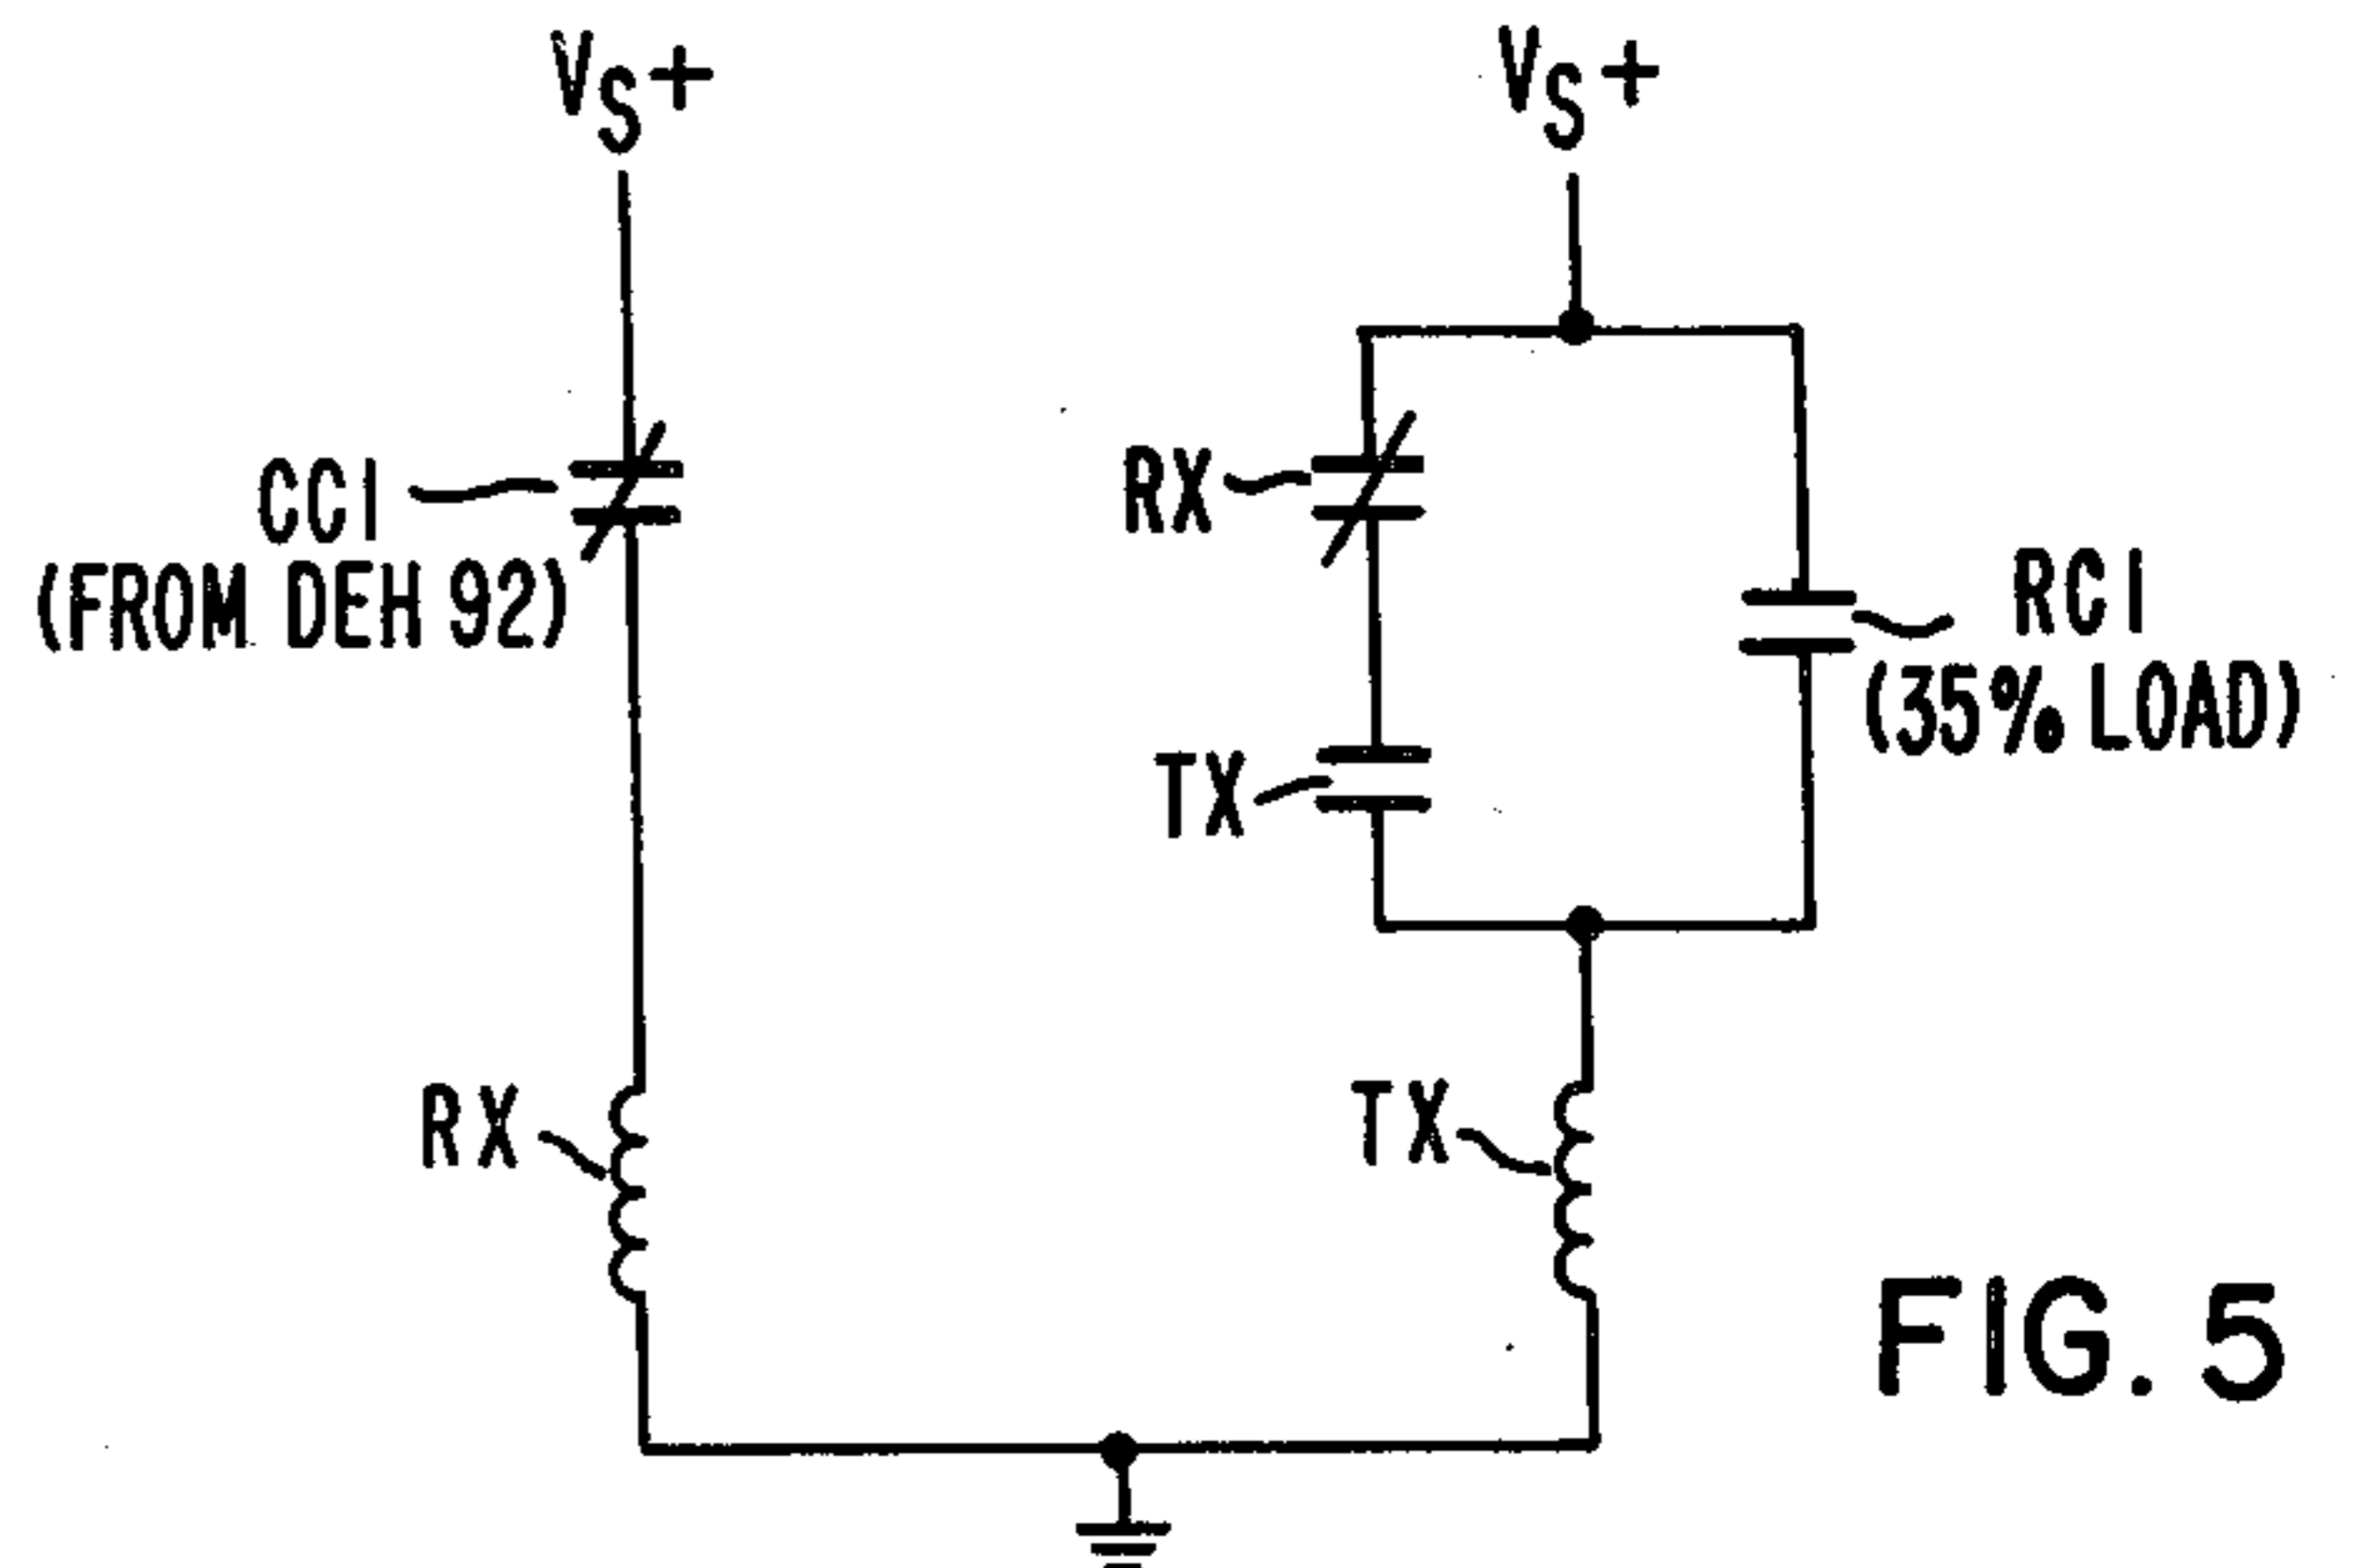 VS+
VS+
CC1
(FROM DEH 92)
RX
RC1
(35% LOAD)
TX
RX
TX
FIG. 5